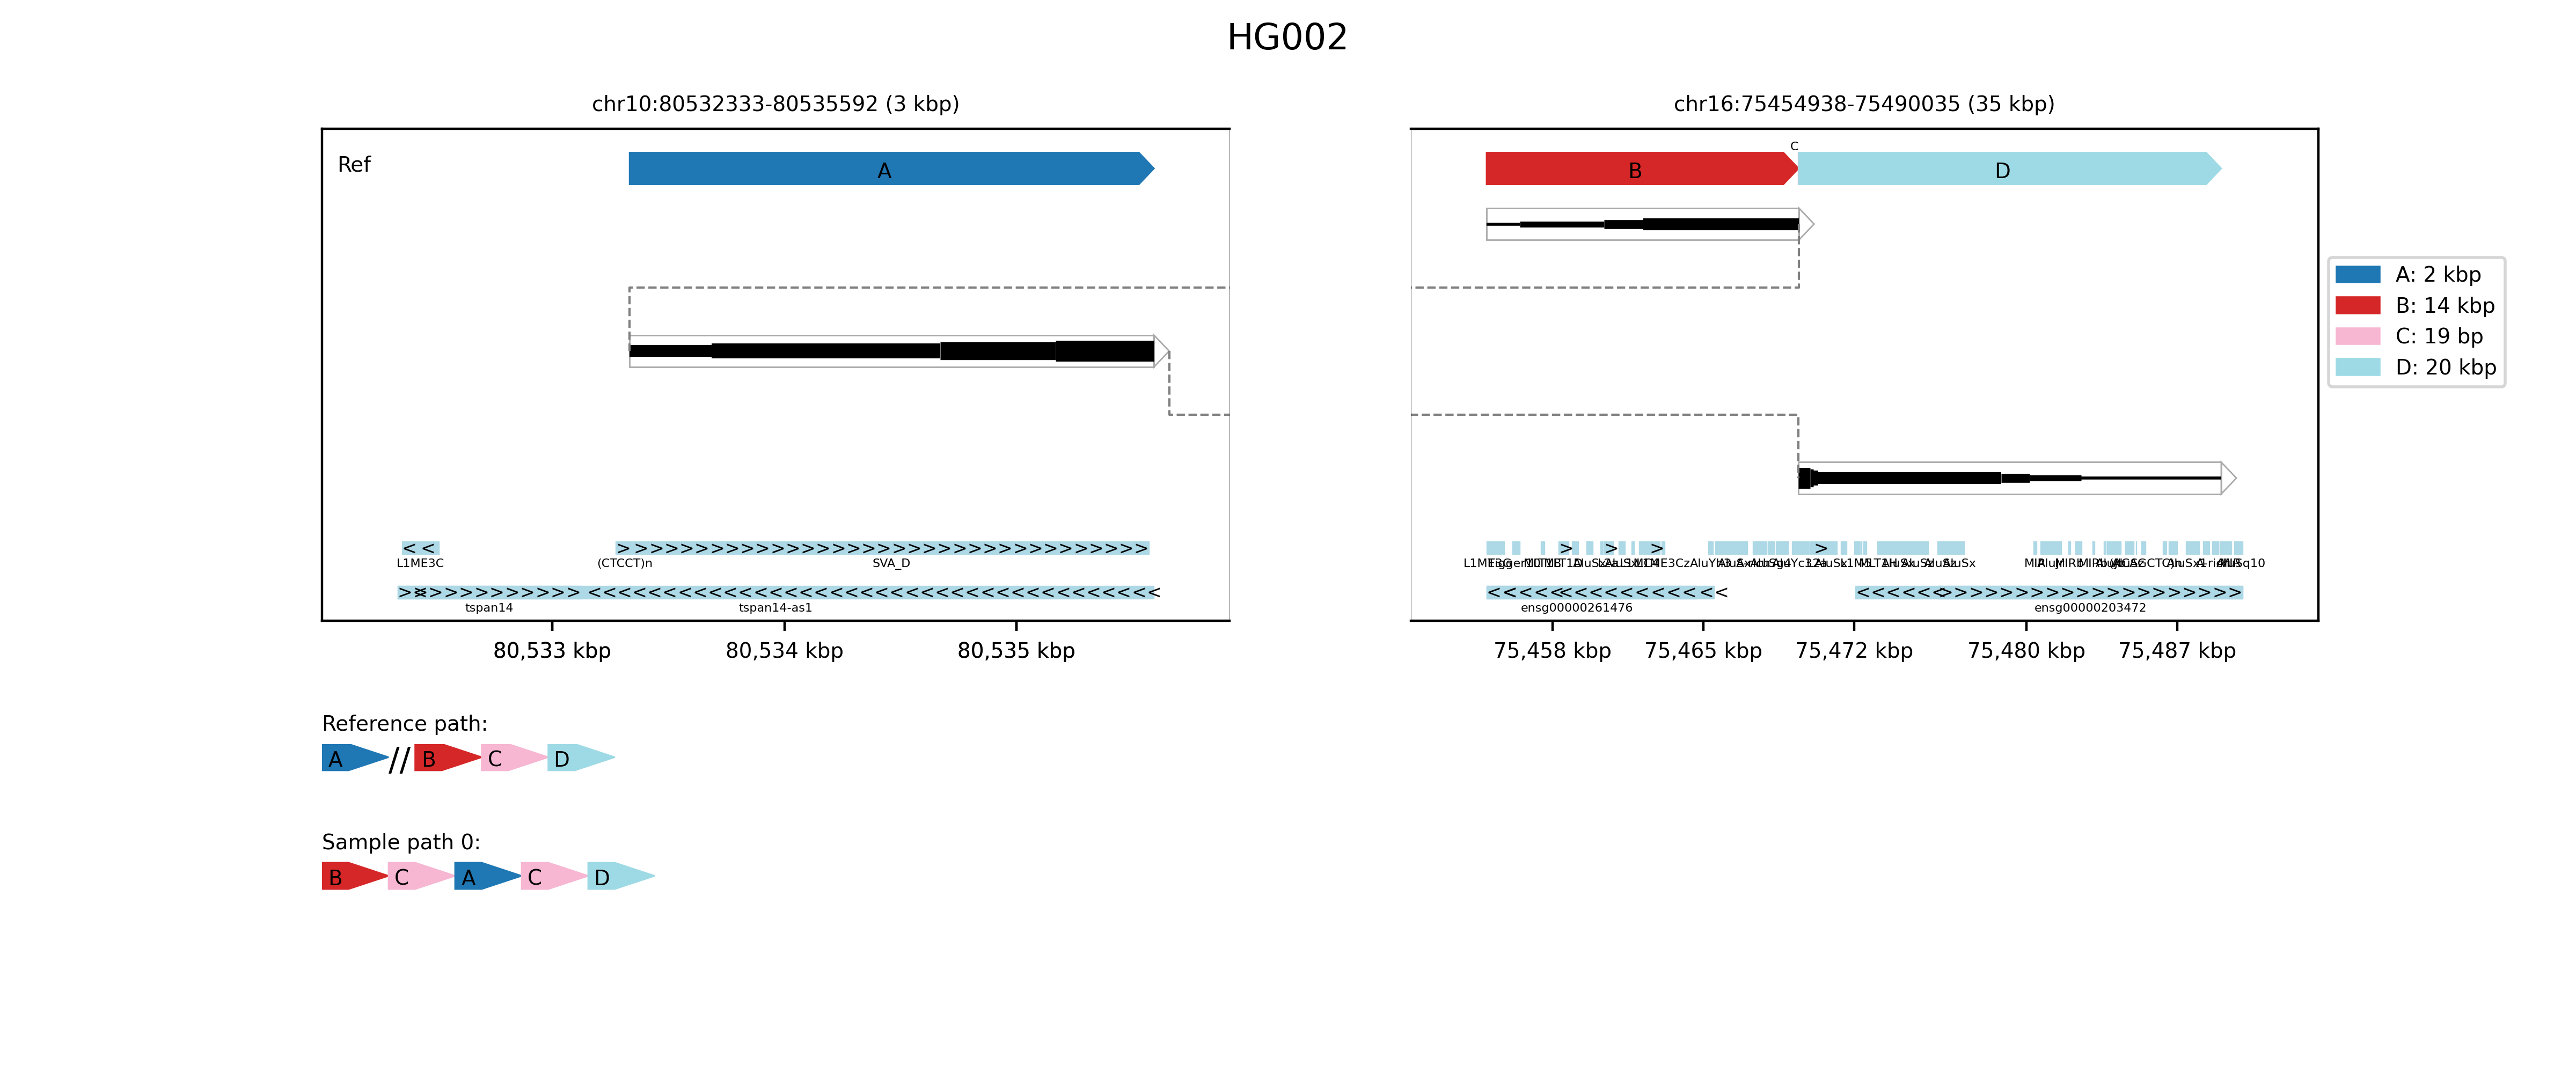 HG002
chr10:80532333-80535592 (3 kbp)
chr16:75454938-75490035 (35 kbp)
Ref
A
B
C
D
A: 2 kbp
B: 14 kbp
C: 19 bp
D: 20 kbp
L1ME3C
(CTCCT)n
SVA_D
tspan14
tspan14-as1
ensg00000261476
ensg00000203472
80,533 kbp
80,534 kbp
80,535 kbp
75,458 kbp
75,465 kbp
75,472 kbp
75,480 kbp
75,487 kbp
Reference path:
A // B C D
Sample path 0:
B C A C D